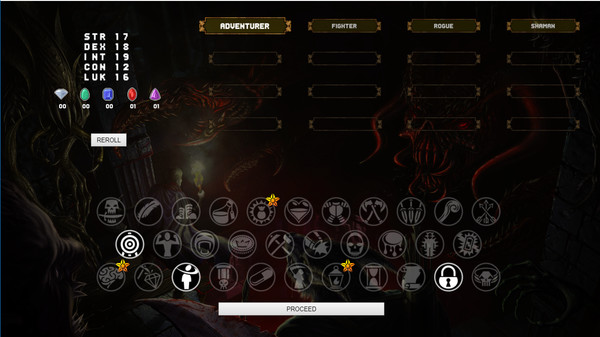 ADVENTURER
FIGHTER
ROGUE
SHAMAN
STR 17
DEX 18
INT 19
CON 12
LUK 16
00 00 00 01 01
REROLL
PROCEED